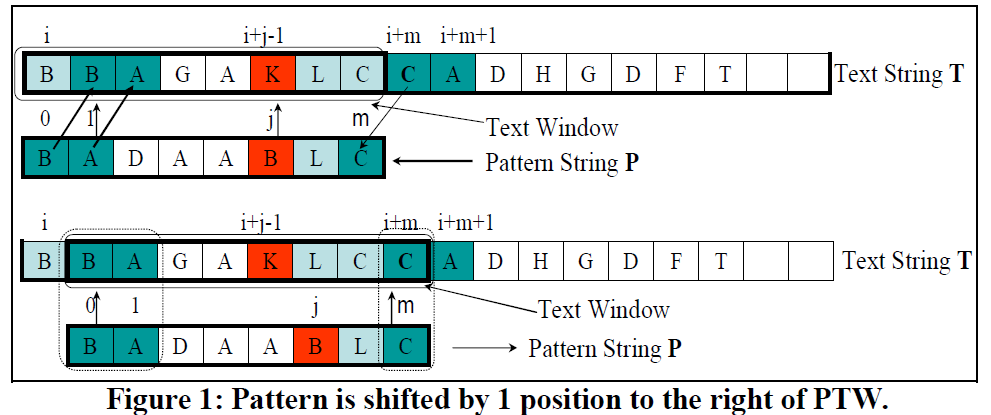 i i+j-1 i+m i+m+1
B B A G A K L C C A D H G D F T Text String T
0 1 j m Text Window
B A D A A B L C Pattern String P
i i+j-1 i+m i+m+1
B B A G A K L C C A D H G D F T Text String T
0 1 j m Text Window
B A D A A B L C Pattern String P
Figure 1: Pattern is shifted by 1 position to the right of PTW.